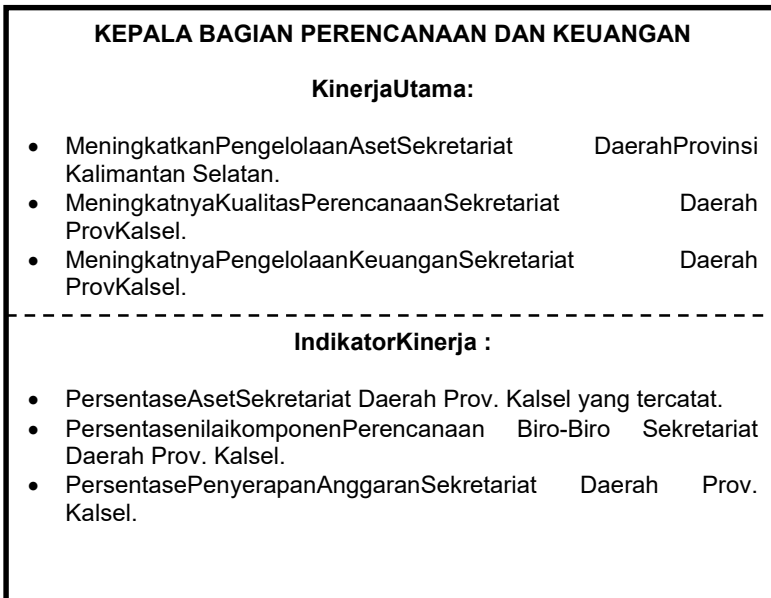 KEPALA BAGIAN PERENCANAAN DAN KEUANGAN
KinerjaUtama:
• MeningkatkanPengelolaanAsetSekretariat DaerahProvinsi
Kalimantan Selatan.
• MeningkatnyaKualitasPerencanaanSekretariat Daerah
ProvKalsel.
• MeningkatnyaPengelolaanKeuanganSekretariat Daerah
ProvKalsel.
IndikatorKinerja :
• PersentaseAsetSekretariat Daerah Prov. Kalsel yang tercatat.
• PersentasenilaikomponenPerencanaan Biro-Biro Sekretariat
Daerah Prov. Kalsel.
• PersentasePenyerapanAnggaranSekretariat Daerah Prov.
Kalsel.